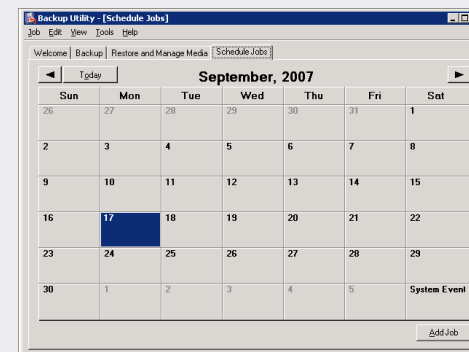 Backup Utility - [Schedule Jobs]
Job Edit View Tools Help
Welcome Backup Restore and Manage Media Schedule Jobs
Today
September, 2007
Sun Mon Tue Wed Thu Fri Sat
26 27 28 29 30 31 1
2 3 4 5 6 7 8
9 10 11 12 13 14 15
16 17 18 19 20 21 22
23 24 25 26 27 28 29
30 1 2 3 4 5 System Event
Add Job